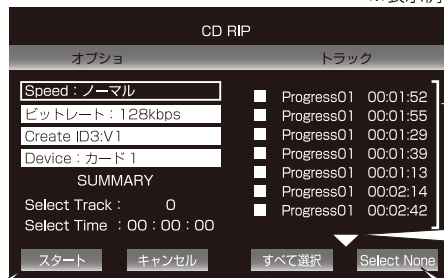 CD RIP
オプショ
トラック
Speed：ノーマル
ビットレート：128kbps
Create ID3:V1
Device：カード 1
SUMMARY
Select Track： 0
Select Time ：00：00：00
Progress01 00:01:52
Progress01 00:01:55
Progress01 00:01:29
Progress01 00:01:39
Progress01 00:01:13
Progress01 00:02:14
Progress01 00:02:42
スタート
キャンセル
すべて選択
Select None